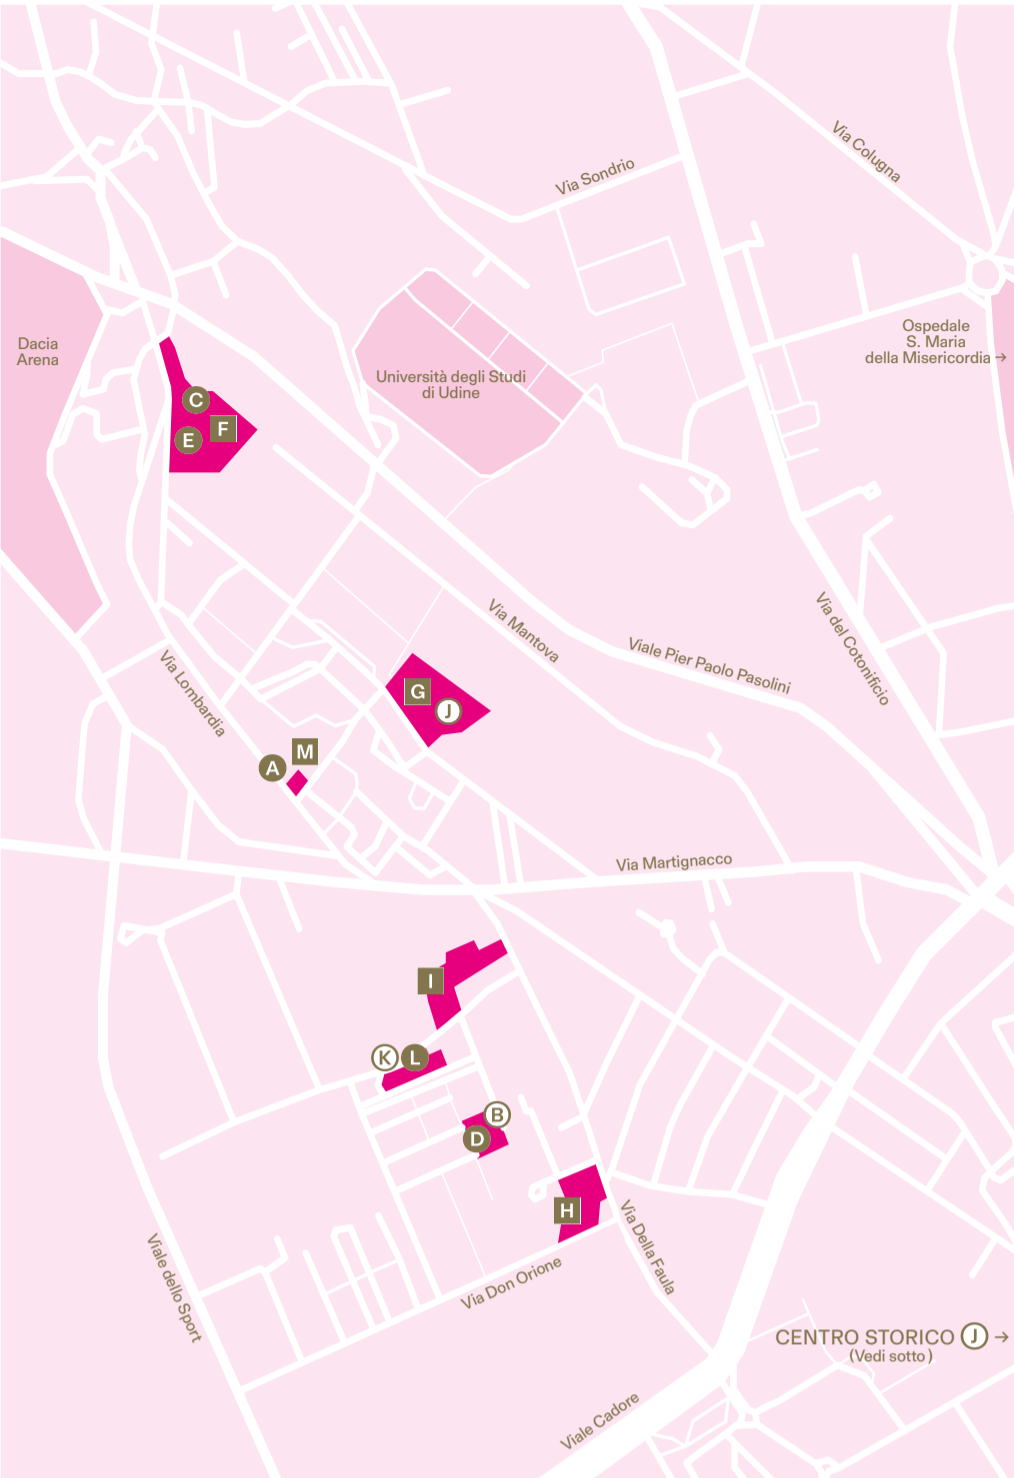 Via Colugna
Via Sondrio
Ospedale
S. Maria
della Misericordia →
Dacia
Arena
Università degli Studi
di Udine
C
F
E
Via Mantova
Via del Cotonificio
Viale Pier Paolo Pasolini
Via Lombardia
G
J
M
A
Via Martignacco
I
K
L
B
D
H
Via Della Faula
Viale dello Sport
Via Don Orione
CENTRO STORICO J →
(Vedi sotto)
Viale Cadore